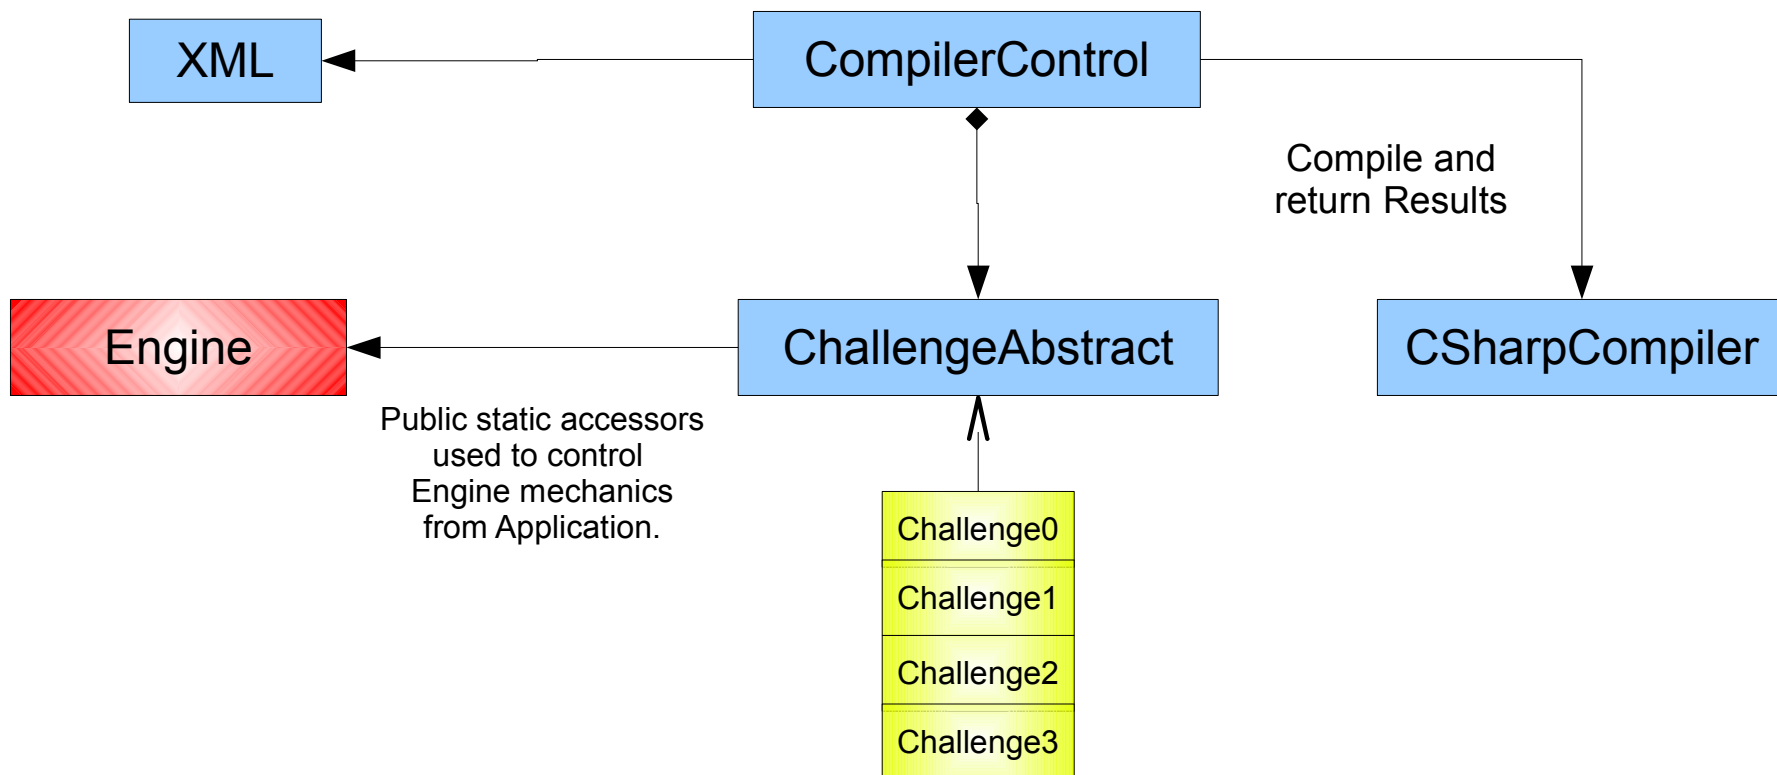 XML
CompilerControl
Compile and
return Results
Engine
ChallengeAbstract
CSharpCompiler
Public static accessors
used to control
Engine mechanics
from Application.
Challenge0
Challenge1
Challenge2
Challenge3